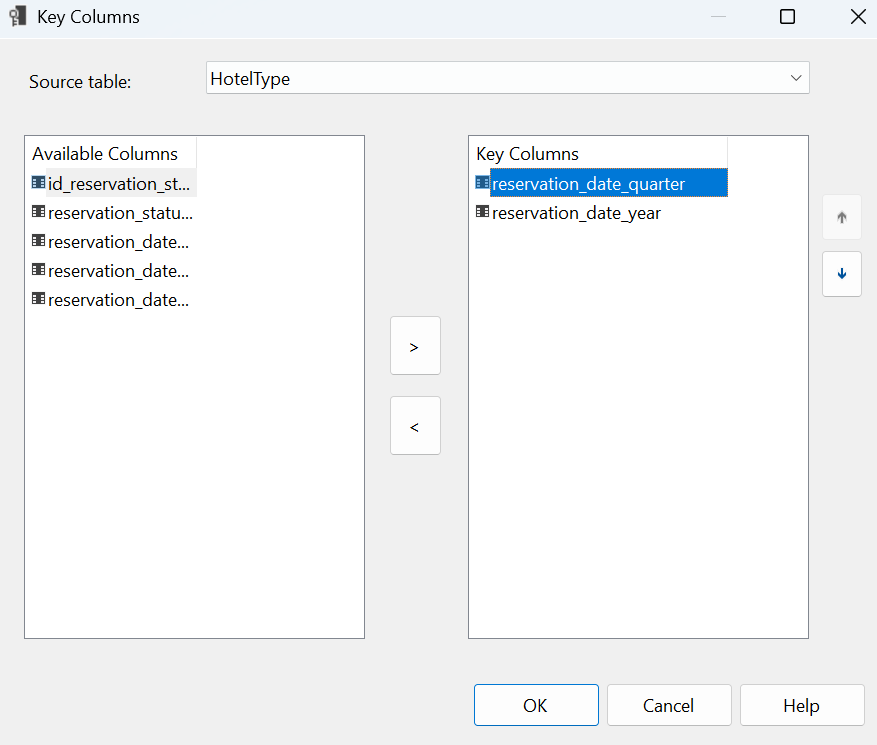 Key Columns
Source table:
HotelType
Available Columns
id_reservation_st...
reservation_statu...
reservation_date...
reservation_date...
reservation_date...
>
<
Key Columns
reservation_date_quarter
reservation_date_year
OK
Cancel
Help